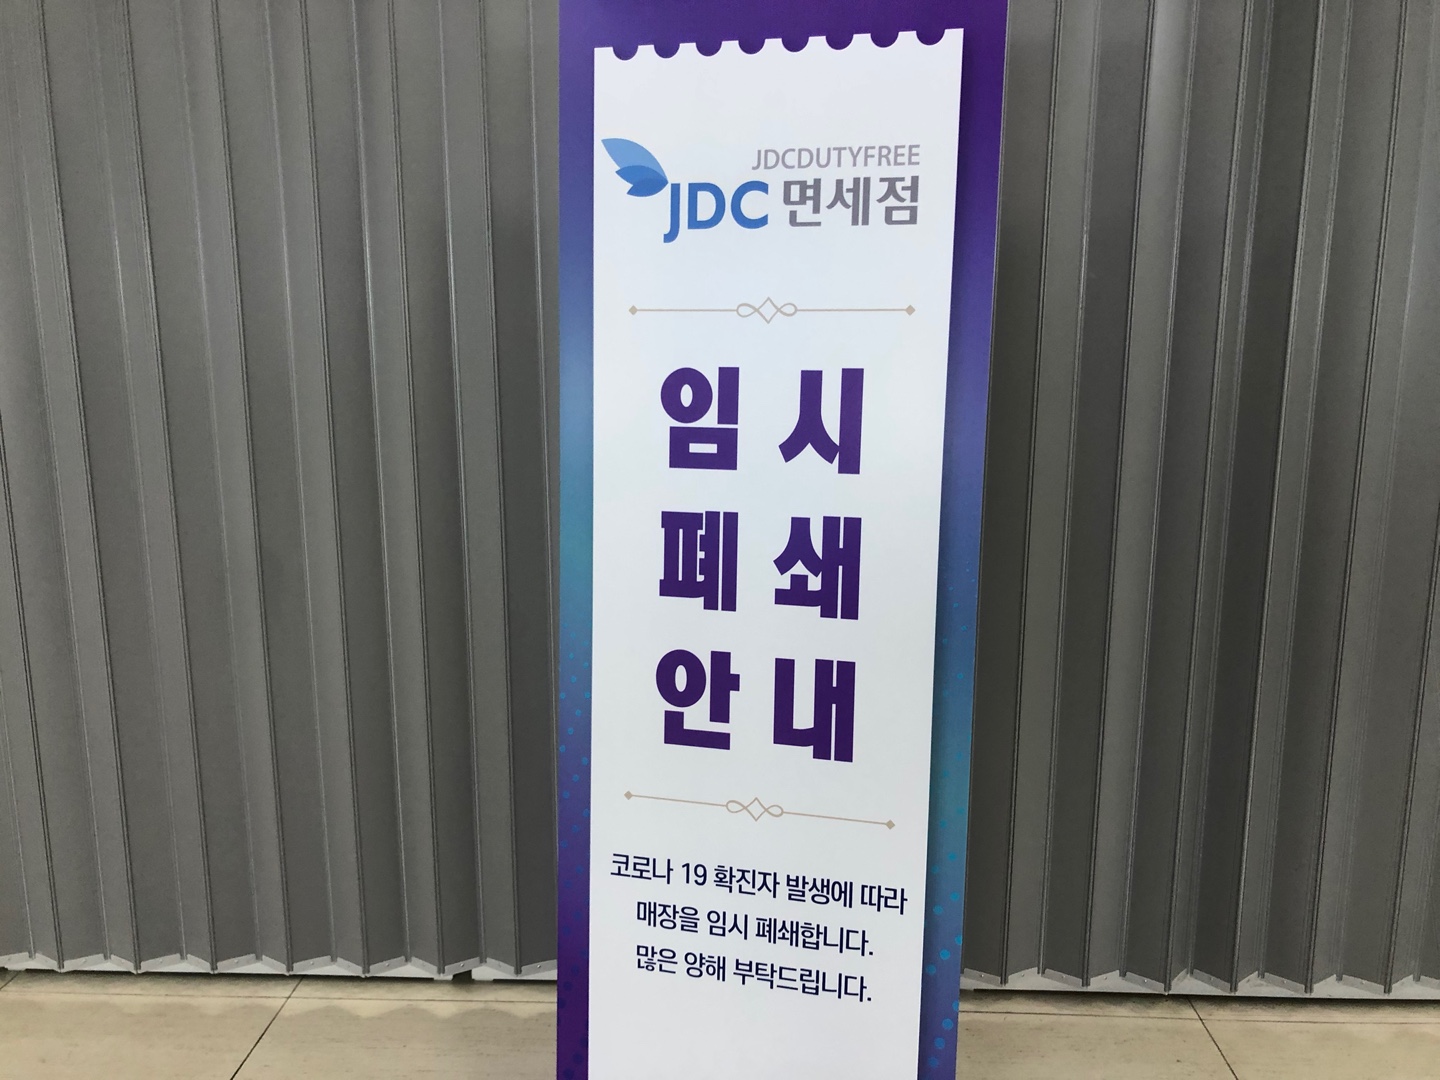 JDCDUTYFREE
JDC 면세점
임시
폐쇄
안내
코로나 19 확진자 발생에 따라
매장을 임시 폐쇄합니다.
많은 양해 부탁드립니다.